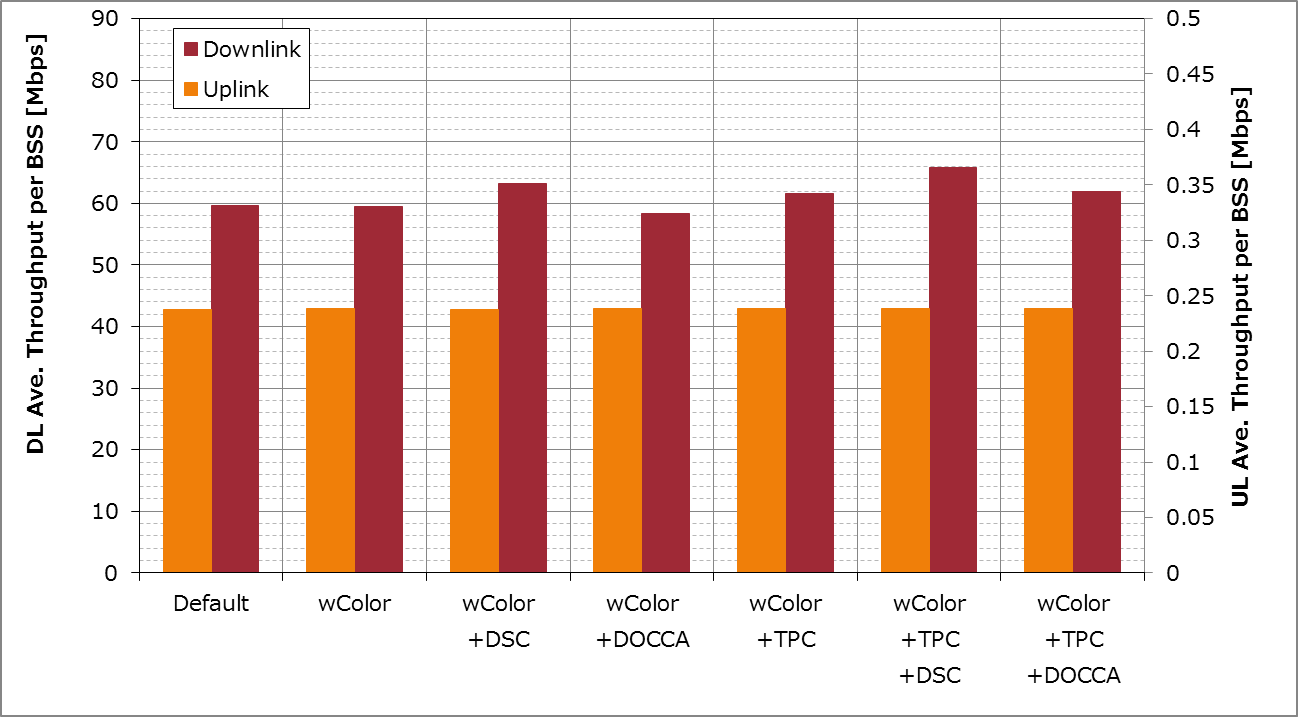 DL Ave. Throughput per BSS [Mbps]
90
80
70
60
50
40
30
20
10
0
Downlink
Uplink
0.5
0.45
0.4
0.35
0.3
0.25
0.2
0.15
0.1
0.05
0
UL Ave. Throughput per BSS [Mbps]
Default
wColor
wColor
+DSC
wColor
+DOCCA
wColor
+TPC
wColor
+TPC
+DSC
wColor
+TPC
+DOCCA